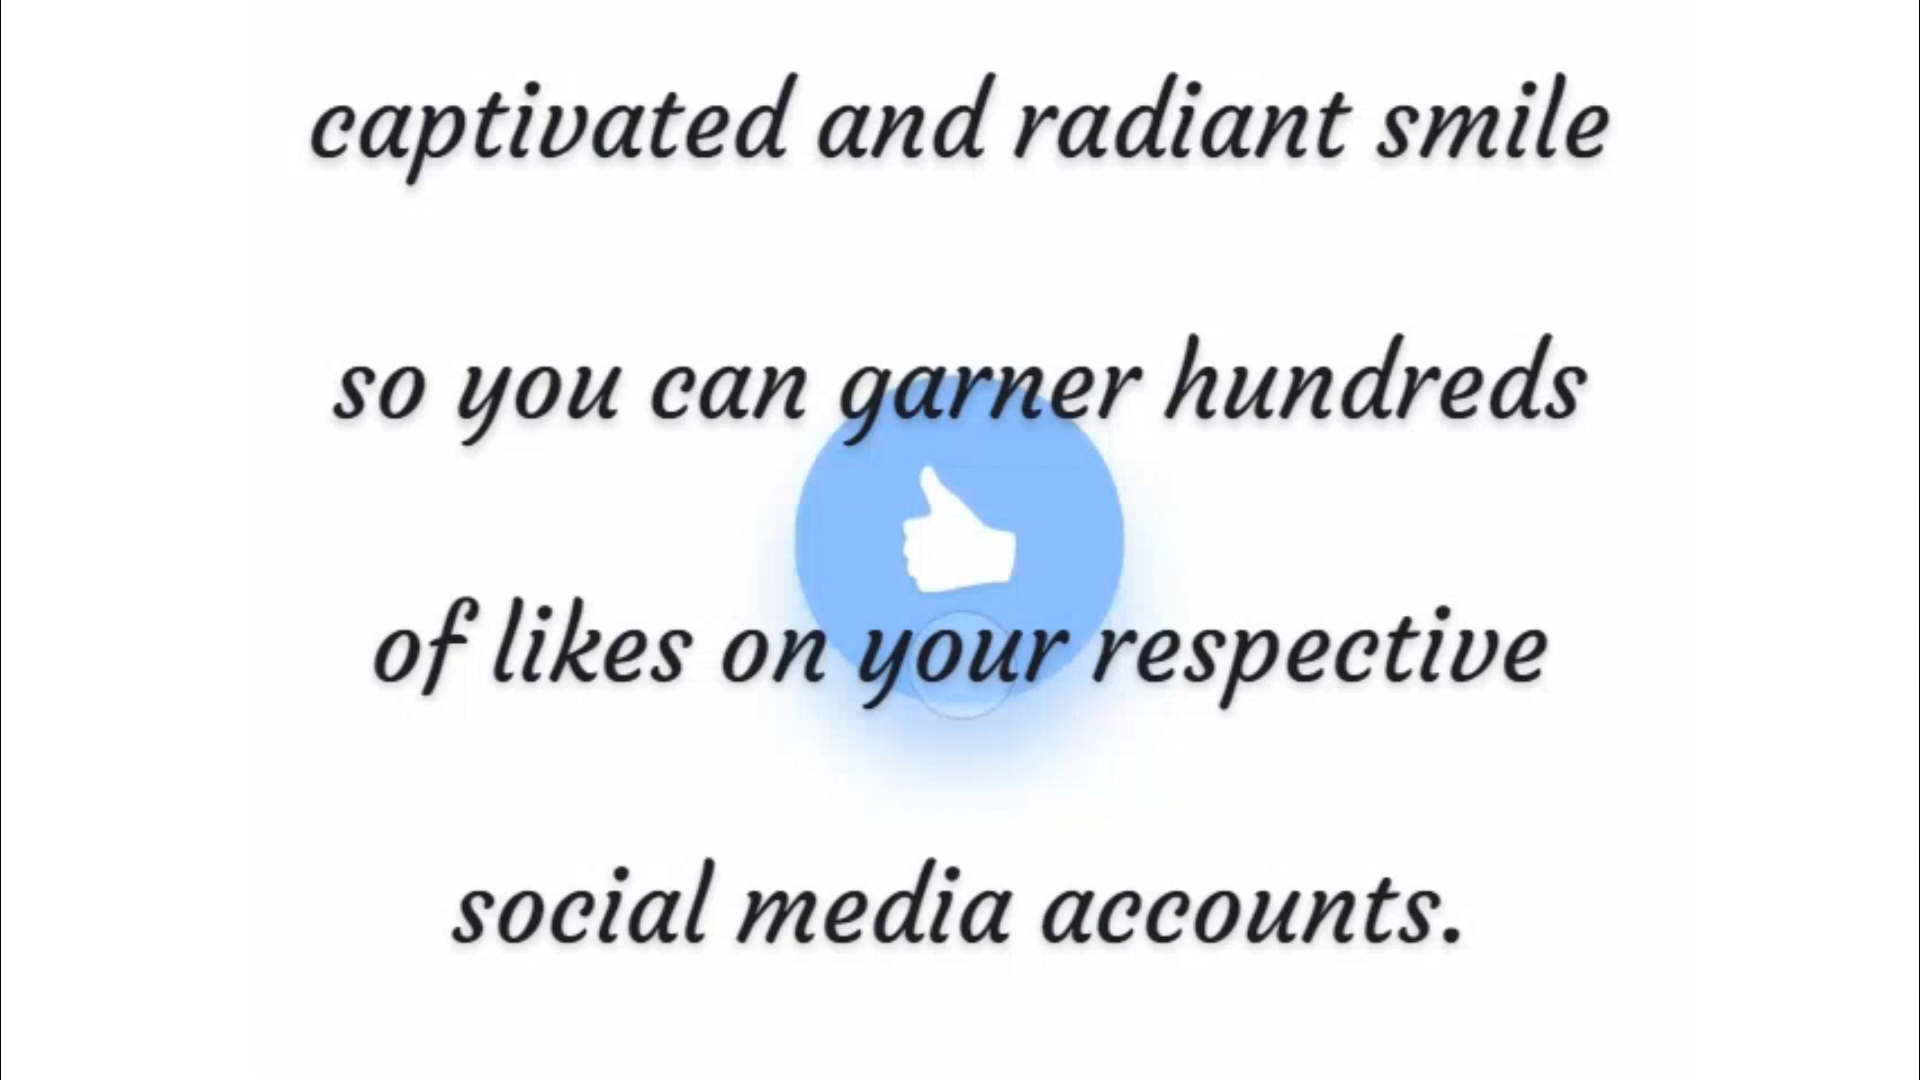 captivated and radiant smile
so you can garner hundreds
of likes on your respective
social media accounts.